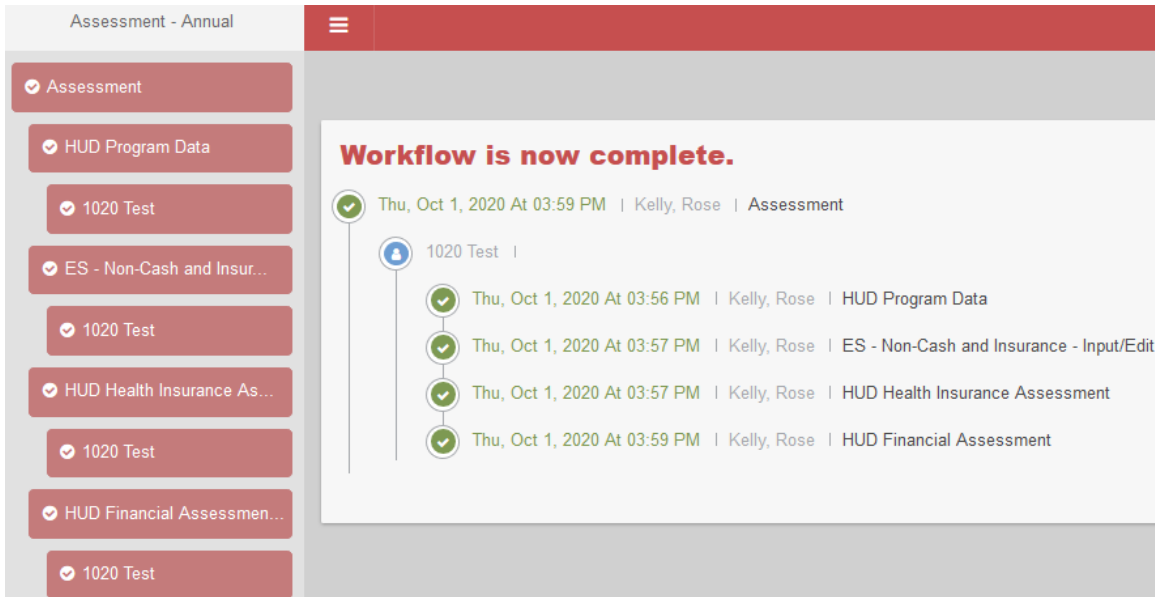 Assessment - Annual
Assessment
HUD Program Data
1020 Test
ES - Non-Cash and Insur...
1020 Test
HUD Health Insurance As...
1020 Test
HUD Financial Assessmen...
1020 Test
Workflow is now complete.
Thu, Oct 1, 2020 At 03:59 PM | Kelly, Rose | Assessment
1020 Test |
Thu, Oct 1, 2020 At 03:56 PM | Kelly, Rose | HUD Program Data
Thu, Oct 1, 2020 At 03:57 PM | Kelly, Rose | ES - Non-Cash and Insurance - Input/Edit
Thu, Oct 1, 2020 At 03:57 PM | Kelly, Rose | HUD Health Insurance Assessment
Thu, Oct 1, 2020 At 03:59 PM | Kelly, Rose | HUD Financial Assessment